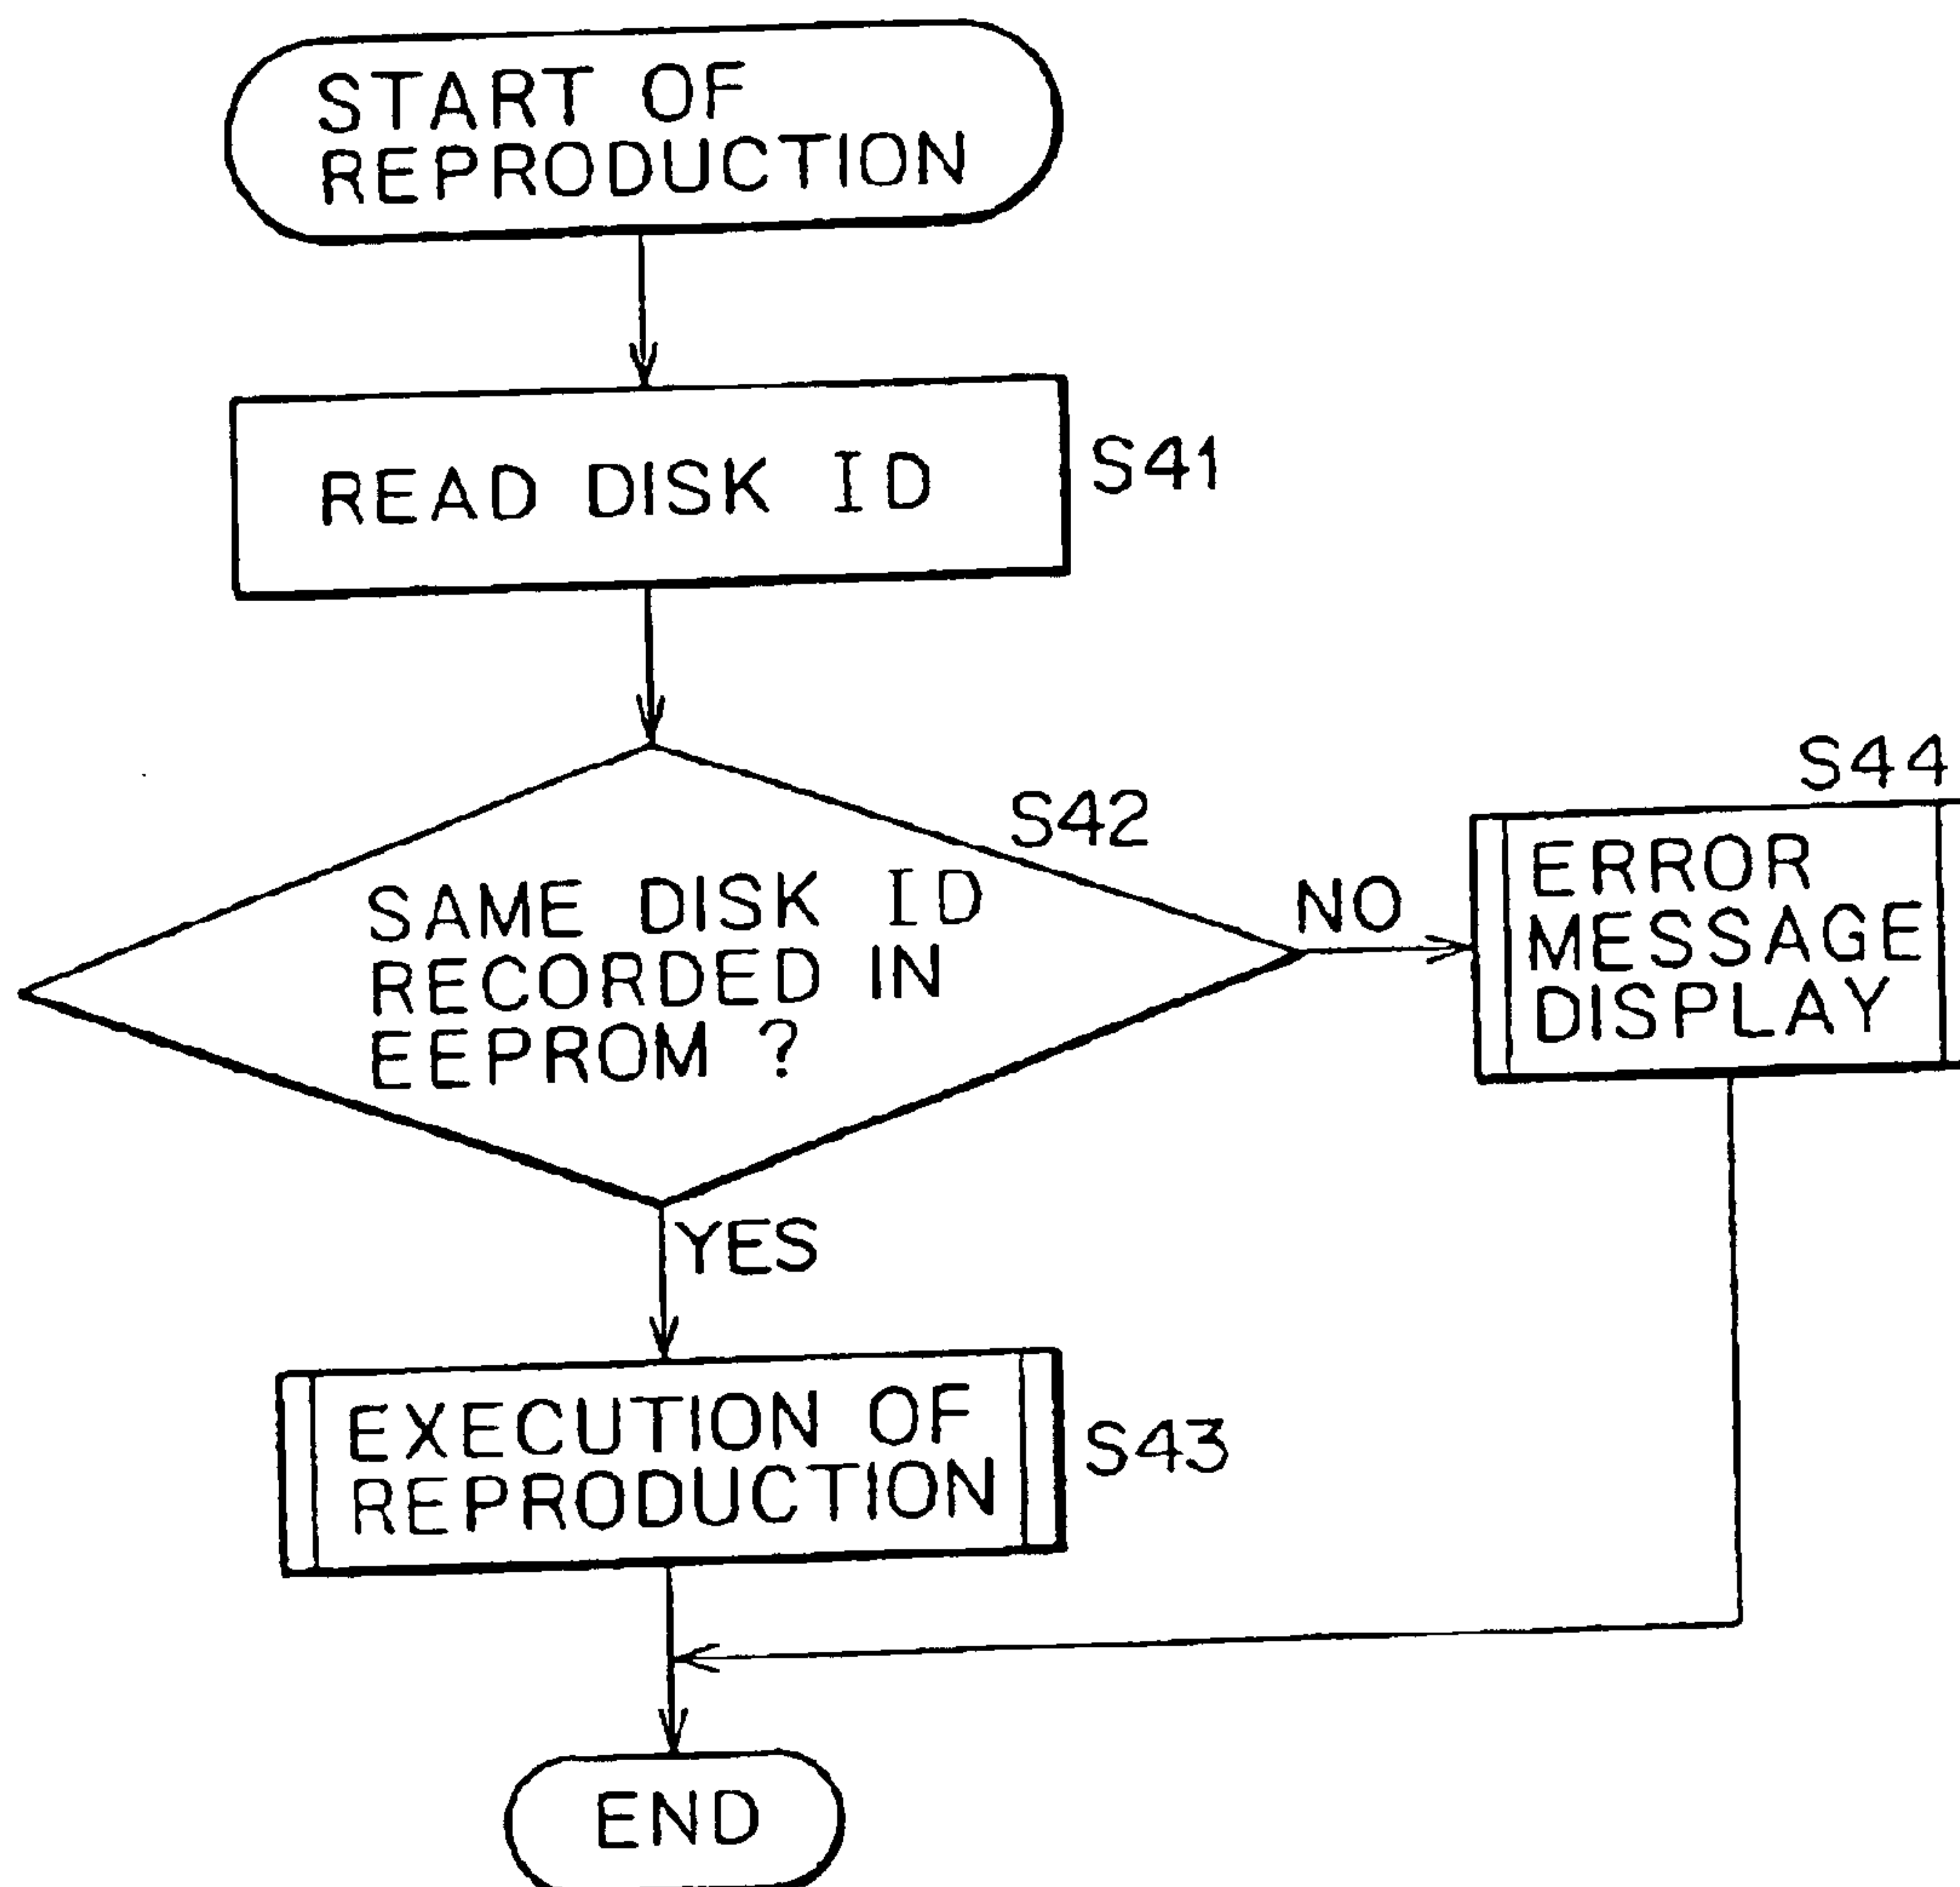 START OF
REPRODUCTION
READ DISK ID
S41
S42
SAME DISK ID
RECORDED IN
EEPROM ?
NO
S44
ERROR
MESSAGE
DISPLAY
YES
EXECUTION OF
REPRODUCTION
S43
END